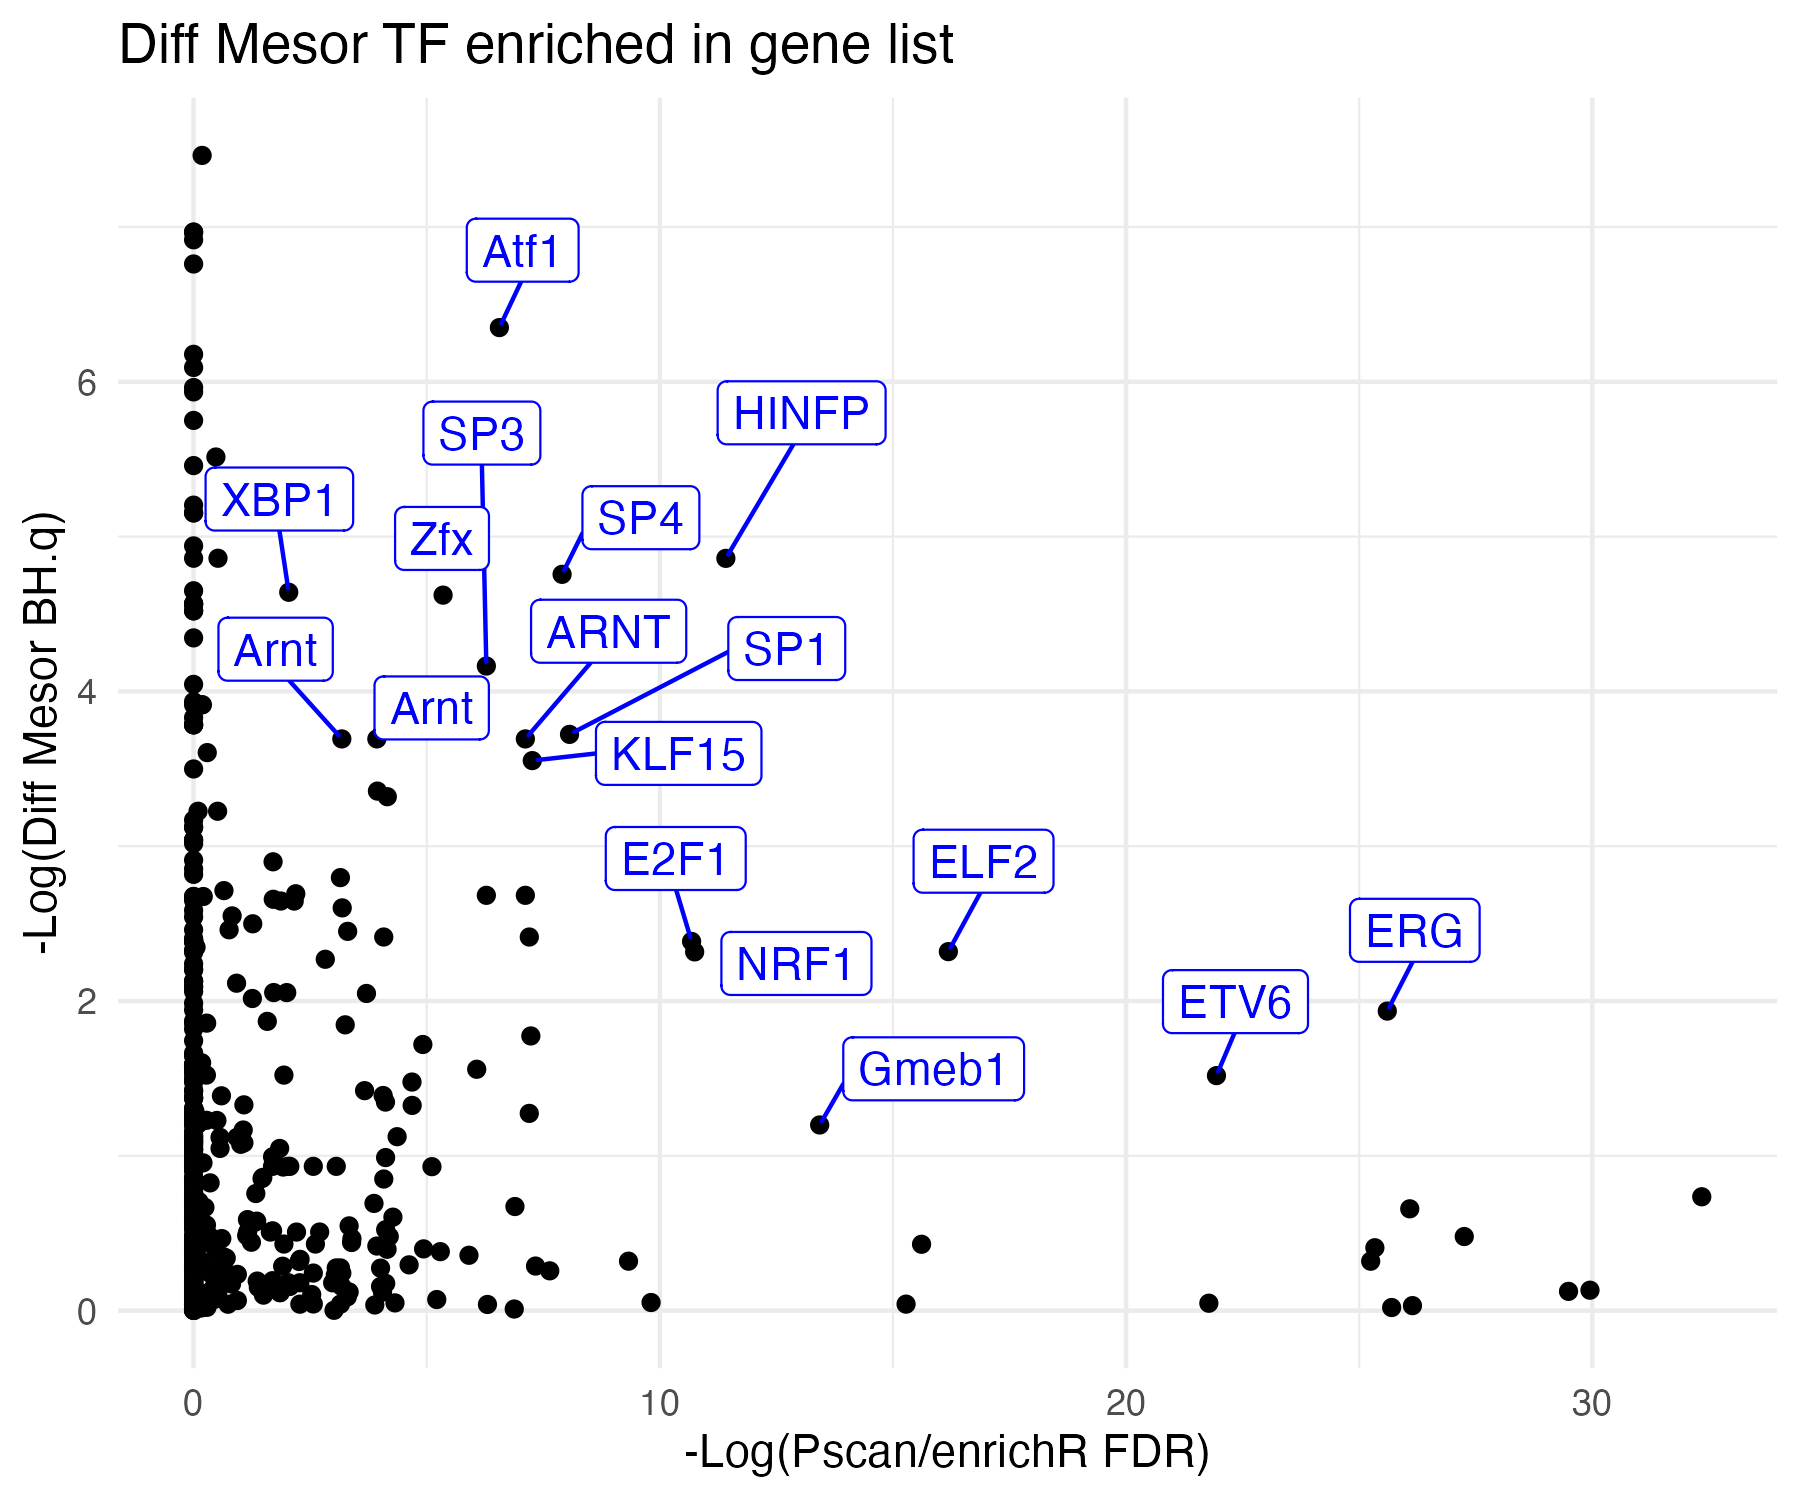 Diff Mesor TF enriched in gene list
-Log(Diff Mesor BH.q)
6
4
2
0
Atf1
HINFP
SP3
XBP1
SP4
Zfx
ARNT
Arnt
SP1
Arnt
KLF15
E2F1
ELF2
ERG
NRF1
ETV6
Gmeb1
0
10
20
30
-Log(Pscan/enrichR FDR)